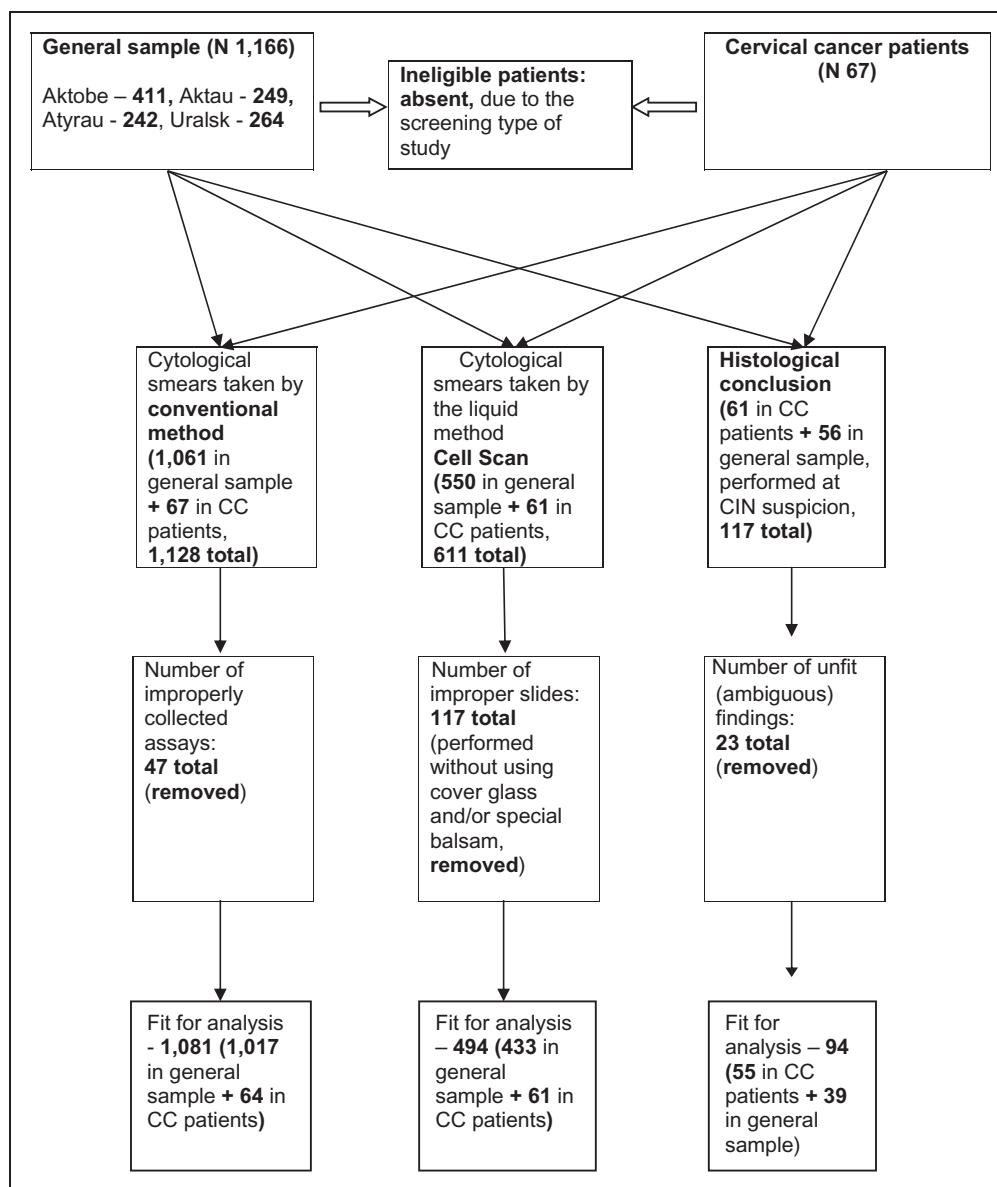 General sample (N 1,166)
Aktobe – 411, Aktau - 249,
Atyrau - 242, Uralsk - 264
Ineligible patients:
absent, due to the
screening type of
study
Cervical cancer patients
(N 67)
Cytological
smears taken by
conventional
method
(1,061 in
general sample
+ 67 in CC
patients,
1,128 total)
Cytological
smears taken by
the liquid
method
Cell Scan
(550 in general
sample + 61 in
CC patients,
611 total)
Histological
conclusion
(61 in CC
patients + 56 in
general sample,
performed at
CIN suspicion,
117 total)
Number of
improperly
collected
assays:
47 total
(removed)
Number of
improper slides:
117 total
(performed
without using
cover glass
and/or special
balsam,
removed)
Number of unfit
(ambiguous)
findings:
23 total
(removed)
Fit for analysis
- 1,081 (1,017
in general
sample + 64 in
CC patients)
Fit for analysis
– 494 (433 in
general
sample + 61 in
CC patients)
Fit for
analysis – 94
(55 in CC
patients + 39
in general
sample)